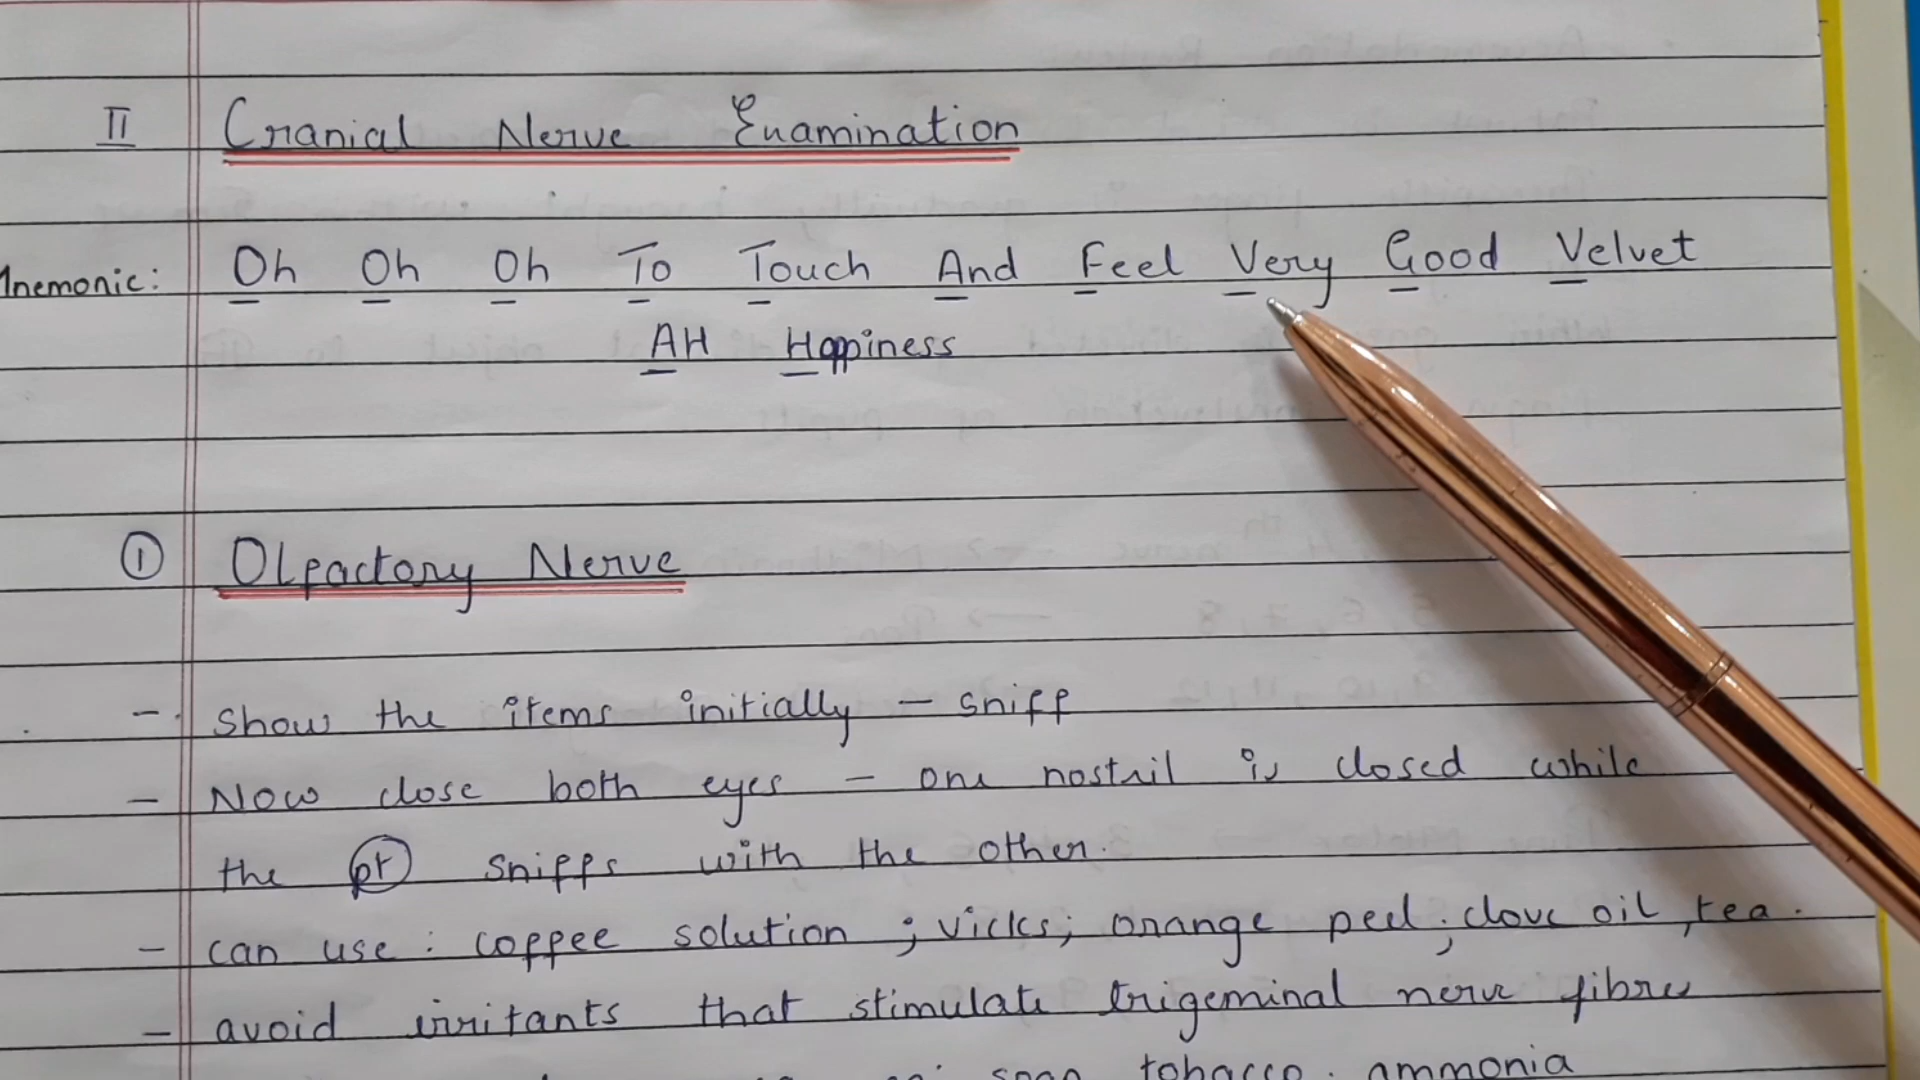 II Cranial Nerve Examination
Mnemonic: Oh Oh Oh To Touch And Feel Very Good Velvet
AH Happiness
① Olfactory Nerve
- show the items initially - sniff
- Now close both eyes - one nostril is closed while
the pt sniffs with the other.
- can use : coffee solution ; vicks; orange peel ; clove oil, tea.
- avoid irritants that stimulate trigeminal nerve fibres
soap tobacco. ammonia